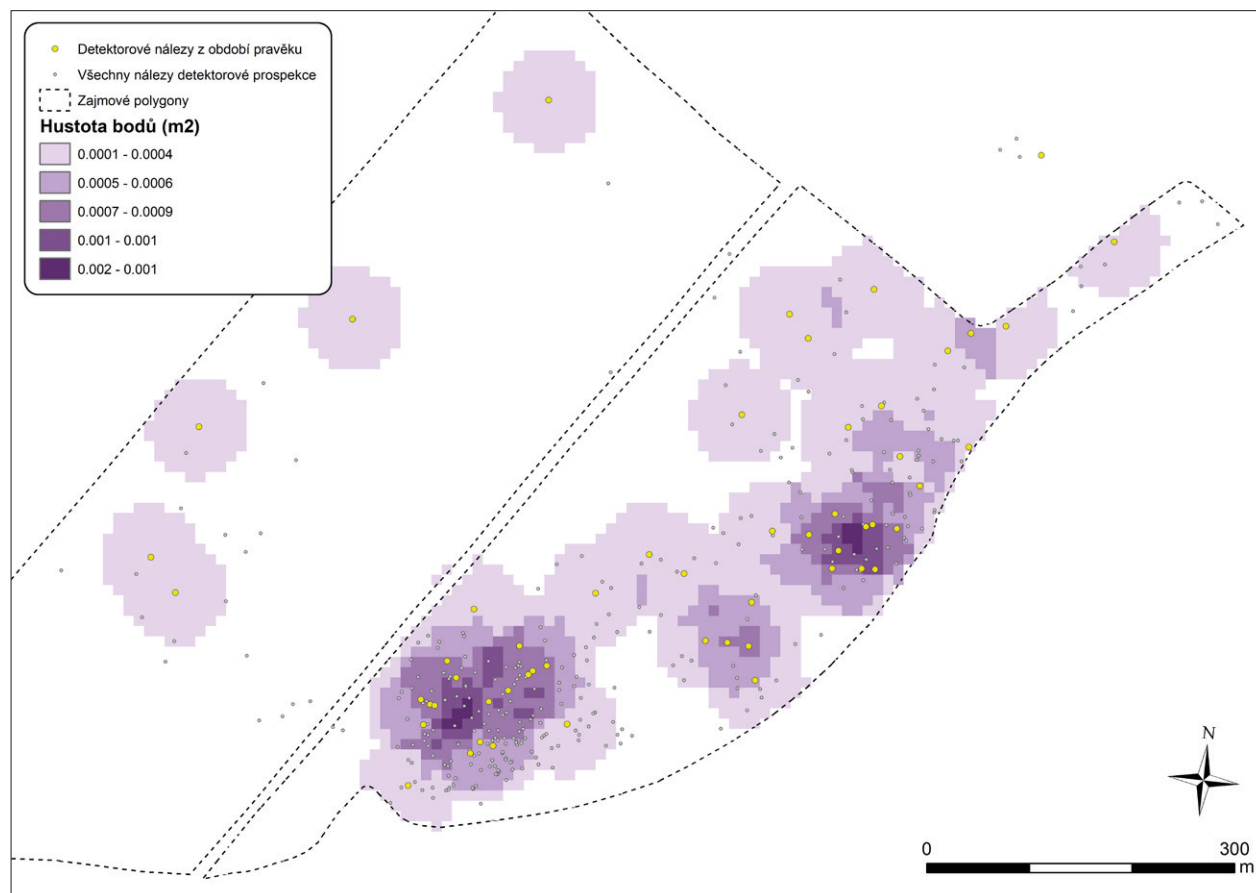 Detektorové nálezy z období pravěku
Všechny nálezy detektorové prospekce
Zajmové polygony
Hustota bodů (m2)
0.0001 - 0.0004
0.0005 - 0.0006
0.0007 - 0.0009
0.001 - 0.001
0.002 - 0.001
N
0 300
m